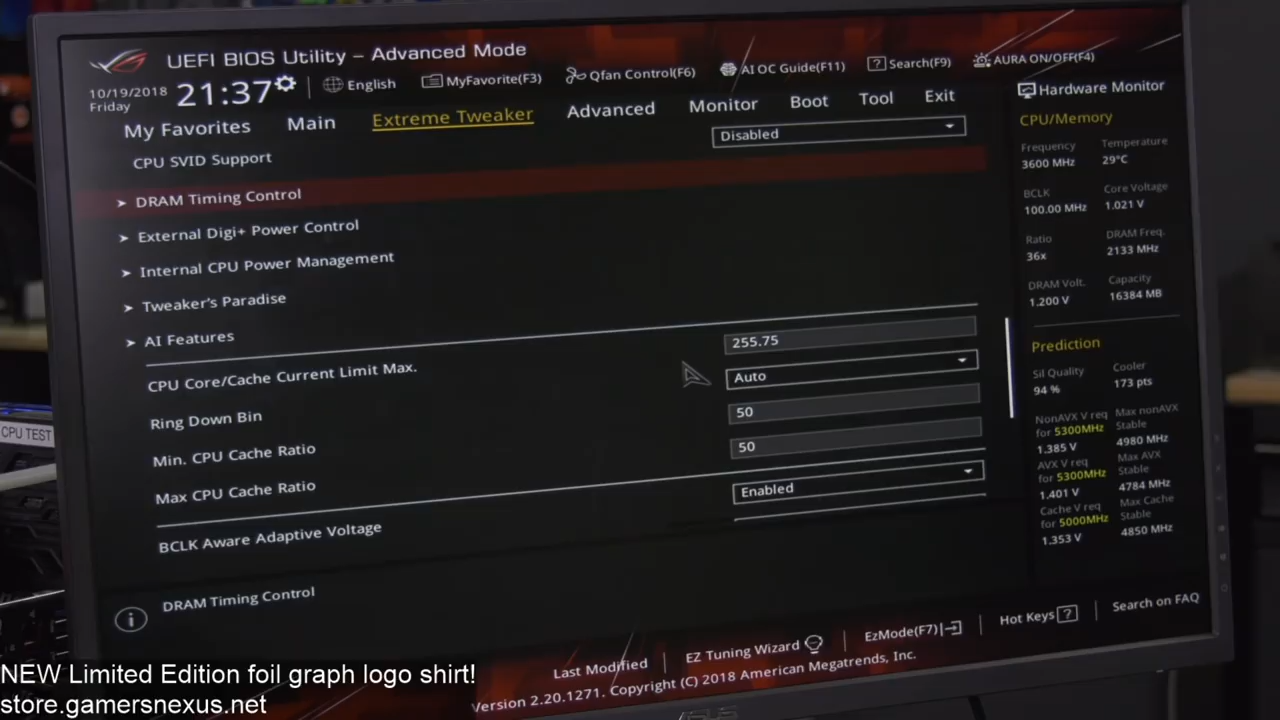 UEFI BIOS Utility – Advanced Mode
10/19/2018
Friday
21:37
English
MyFavorite(F3)
Qfan Control(F6)
AI OC Guide(F11)
Search(F9)
AURA ON/OFF(F4)
My Favorites
Main
Extreme Tweaker
Advanced
Monitor
Boot
Tool
Exit
CPU SVID Support
Disabled
DRAM Timing Control
External Digi+ Power Control
Internal CPU Power Management
Tweaker's Paradise
AI Features
CPU Core/Cache Current Limit Max.
255.75
Ring Down Bin
Auto
Min. CPU Cache Ratio
50
Max CPU Cache Ratio
50
BCLK Aware Adaptive Voltage
Enabled
DRAM Timing Control
Hardware Monitor
CPU/Memory
Frequency
Temperature
3600 MHz
29°C
BCLK
Core Voltage
100.00 MHz
1.021 V
Ratio
DRAM Freq.
36x
2133 MHz
DRAM Volt.
Capacity
1.200 V
16384 MB
Prediction
Sil Quality
Cooler
94 %
173 pts
NonAVX V req
for 5300MHz
Max nonAVX
Stable
1.385 V
4980 MHz
AVX V req
for 5300MHz
Max AVX
Stable
1.401 V
4784 MHz
Cache V req
for 5000MHz
Max Cache
Stable
1.353 V
4850 MHz
Last Modified
EZ Tuning Wizard
EzMode(F7)
Hot Keys ?
Search on FAQ
Version 2.20.1271. Copyright (C) 2018 American Megatrends, Inc.
CPU TEST
ASUS
NEW Limited Edition foil graph logo shirt!
store.gamersnexus.net